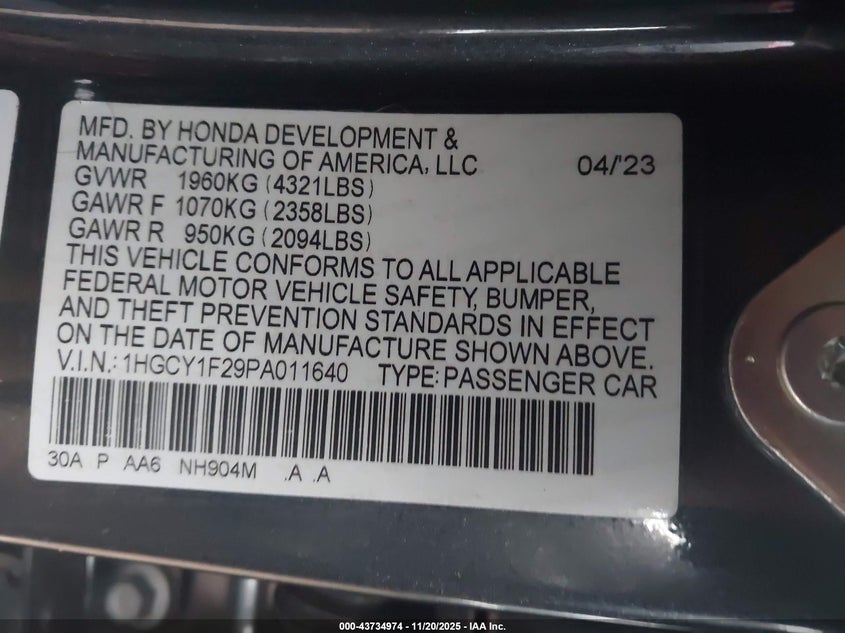 MFD. BY HONDA DEVELOPMENT &
MANUFACTURING OF AMERICA, LLC 04/'23
GVWR 1960KG (4321LBS)
GAWR F 1070KG (2358LBS)
GAWR R 950KG (2094LBS)
THIS VEHICLE CONFORMS TO ALL APPLICABLE
FEDERAL MOTOR VEHICLE SAFETY, BUMPER,
AND THEFT PREVENTION STANDARDS IN EFFECT
ON THE DATE OF MANUFACTURE SHOWN ABOVE.
V.I.N.: 1HGCY1F29PA011640 TYPE: PASSENGER CAR
30A P AA6 NH904M .A .A
000-43734974 - 11/20/2025 - IAA Inc.